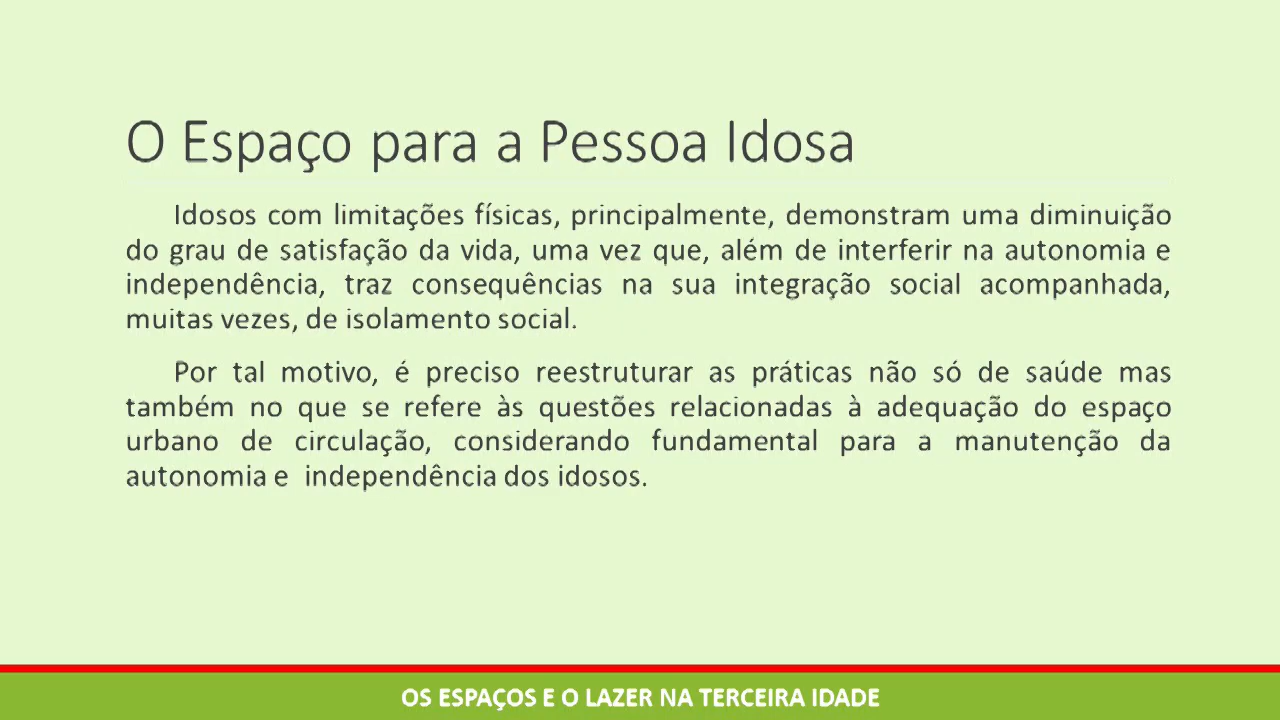 O Espaço para a Pessoa Idosa
Idosos com limitações físicas, principalmente, demonstram uma diminuição
do grau de satisfação da vida, uma vez que, além de interferir na autonomia e
independência, traz consequências na sua integração social acompanhada,
muitas vezes, de isolamento social.
Por tal motivo, é preciso reestruturar as práticas não só de saúde mas
também no que se refere às questões relacionadas à adequação do espaço
urbano de circulação, considerando fundamental para a manutenção da
autonomia e independência dos idosos.
OS ESPAÇOS E O LAZER NA TERCEIRA IDADE